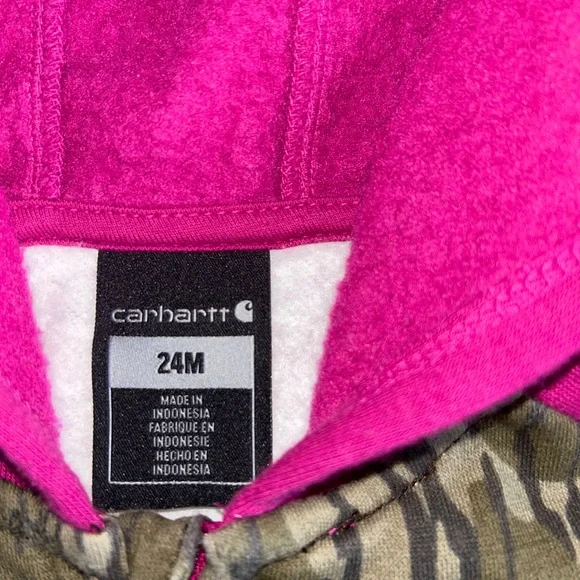 carhartt
24M
MADE IN
INDONESIA
FABRIQUE EN
INDONESIE
HECHO EN
INDONESIA